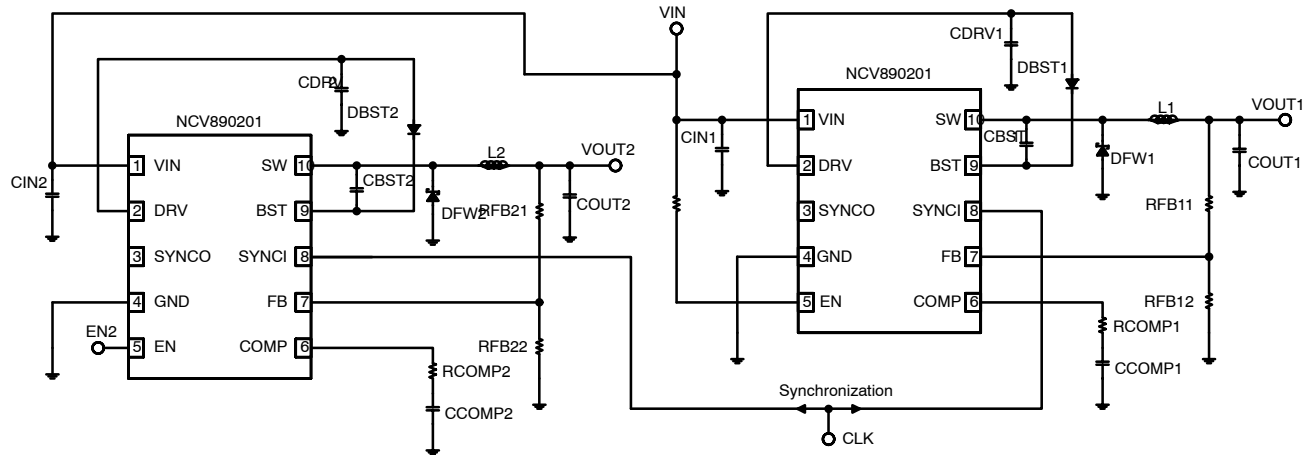 VIN
CDRV1
DBST1
NCV890201
1 VIN SW 10
2 DRV BST 9
3 SYNCO SYNCI 8
4 GND FB 7
5 EN COMP 6
CIN1
CBST1
DFW1
L1
VOUT1
COUT1
RFB11
RFB12
RCOMP1
CCOMP1
CDRV2
DBST2
NCV890201
1 VIN SW 10
2 DRV BST 9
3 SYNCO SYNCI 8
4 GND FB 7
5 EN COMP 6
CIN2
CBST2
DFW2
L2
VOUT2
COUT2
RFB21
RFB22
EN2
RCOMP2
CCOMP2
Synchronization
CLK